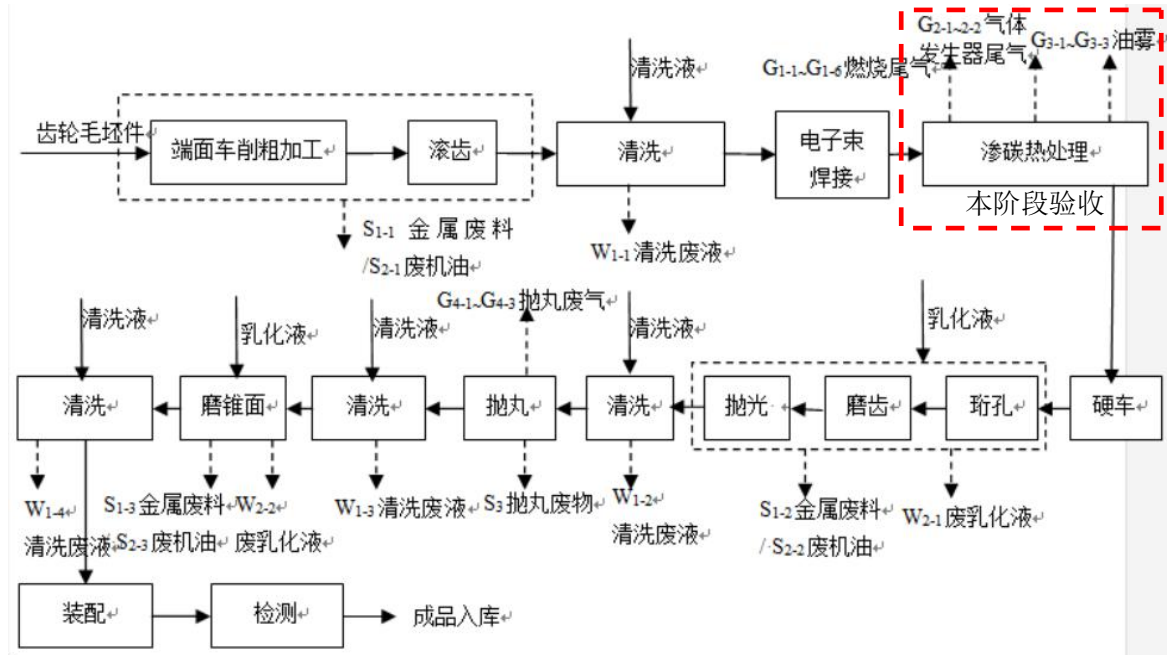 G2-1~2-2气体
发生器尾气
G3-1~G3-3油雾
清洗液
G1-1~G1-6燃烧尾气
齿轮毛坯件
端面车削粗加工
滚齿
清洗
电子束
焊接
渗碳热处理
本阶段验收
S1-1 金属废料
/S2-1废机油
W1-1清洗废液
清洗液
乳化液
清洗液
G4-1~G4-3抛丸废气
清洗液
乳化液
清洗
磨锥面
清洗
抛丸
清洗
抛光
磨齿
珩孔
硬车
W1-4
清洗废液
S1-3金属废料
/S2-3废机油
W2-2
废乳化液
W1-3清洗废液
S3抛丸废物
W1-2
清洗废液
S1-2金属废料
/S2-2废机油
W2-1废乳化液
装配
检测
成品入库